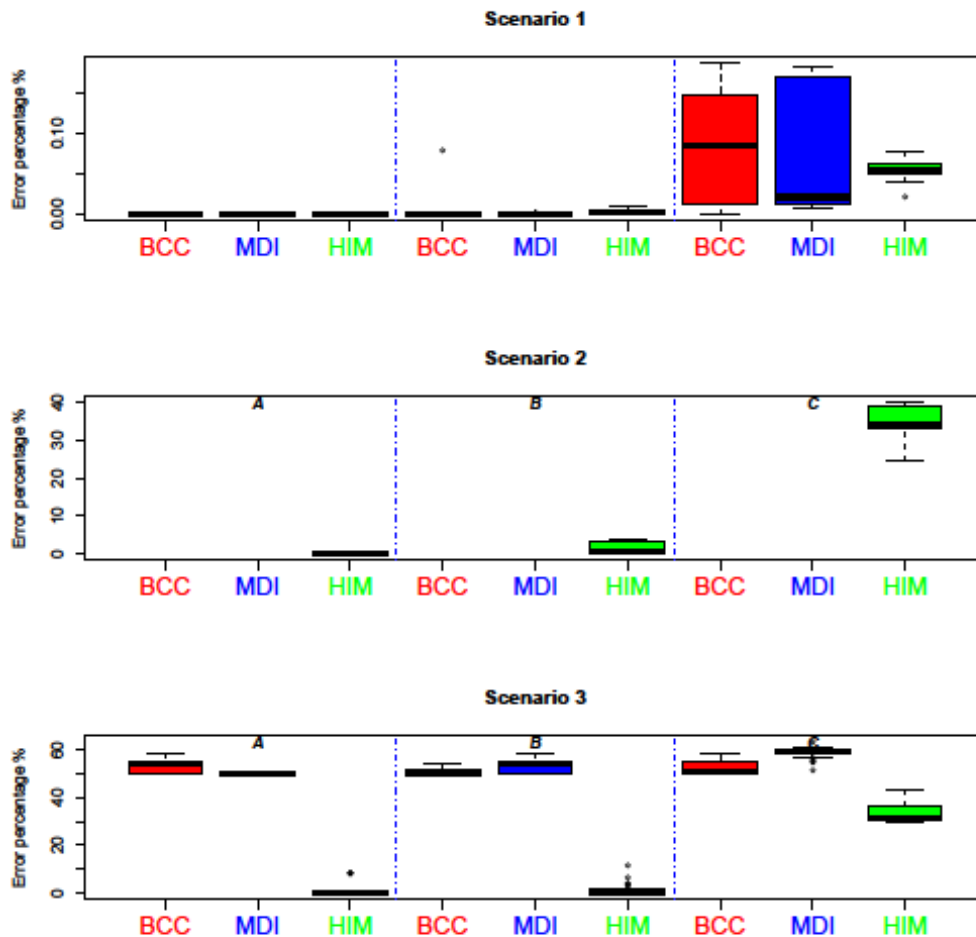 Scenario 1
Error percentage %
0.10
0.00
BCC MDI HIM BCC MDI HIM BCC MDI HIM
Scenario 2
A B C
Error percentage %
40
30
20
10
0
BCC MDI HIM BCC MDI HIM BCC MDI HIM
Scenario 3
A B C
Error percentage %
60
40
20
0
BCC MDI HIM BCC MDI HIM BCC MDI HIM